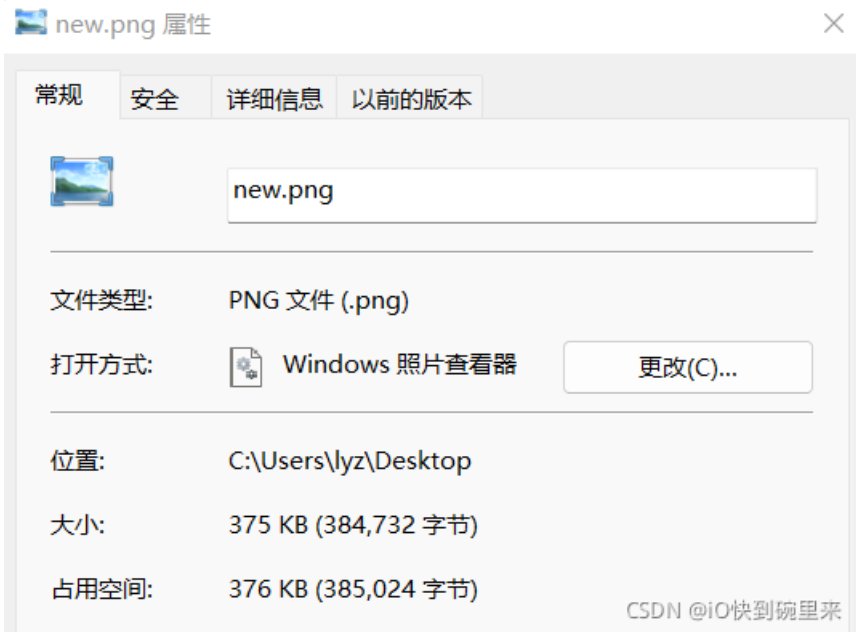 new.png 属性
常规 安全 详细信息 以前的版本
new.png
文件类型: PNG 文件 (.png)
打开方式: Windows 照片查看器 更改(C)...
位置: C:\Users\lyz\Desktop
大小: 375 KB (384,732 字节)
占用空间: 376 KB (385,024 字节)
CSDN @iO快到碗里来